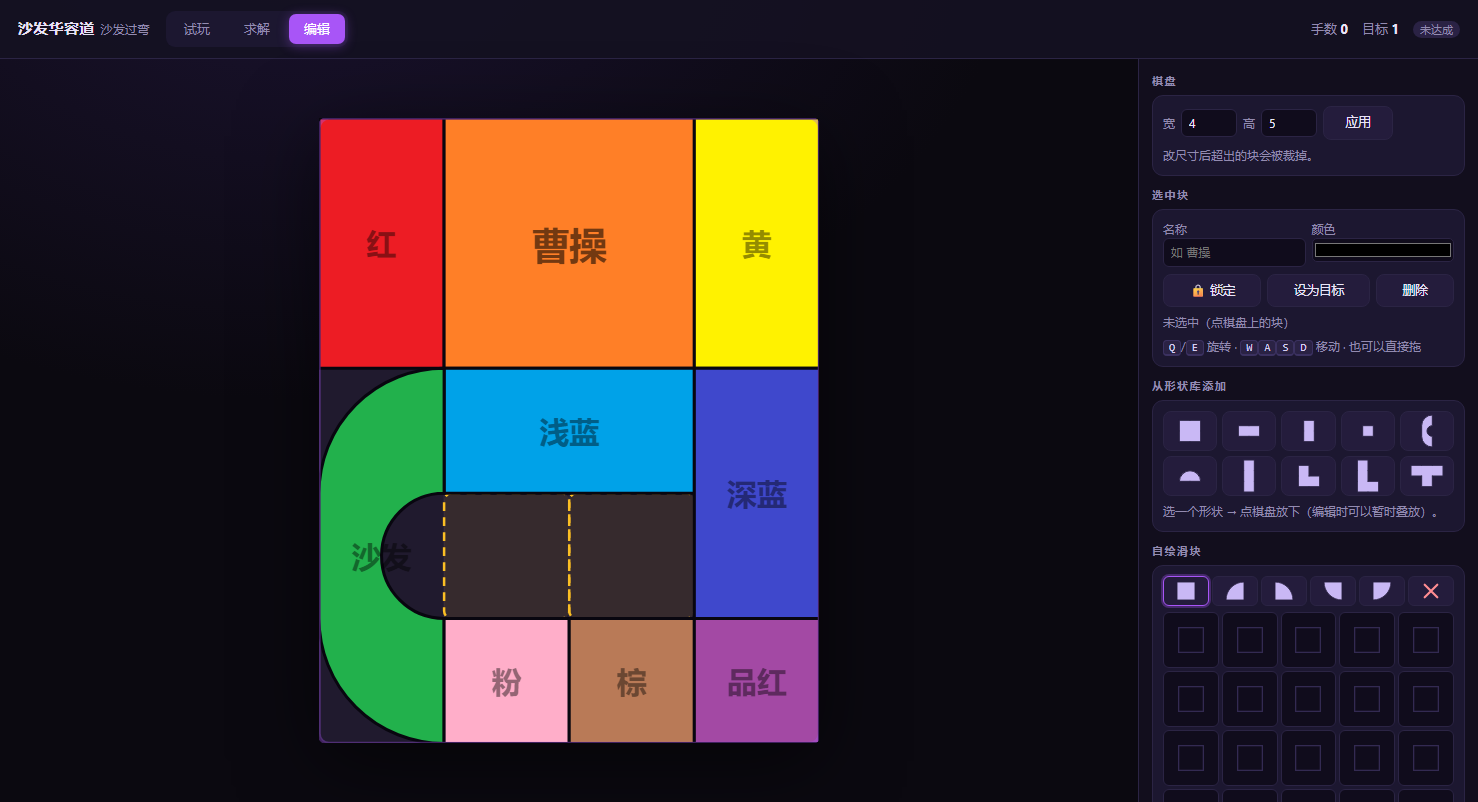 沙发华容道 沙发过弯 试玩 求解 编辑 手数 0 目标 1 未达成
棋盘
宽 4 高 5 应用
改尺寸后超出的块会被裁掉。
选中块
名称 颜色
如 曹操
🔒 锁定 设为目标 删除
未选中（点棋盘上的块）
Q/E 旋转 · W A S D 移动 · 也可以直接拖
从形状库添加
选一个形状 → 点棋盘放下（编辑时可以暂时叠放）。
自绘滑块
红 曹操 黄
浅蓝
深蓝
沙发
粉 棕 品红